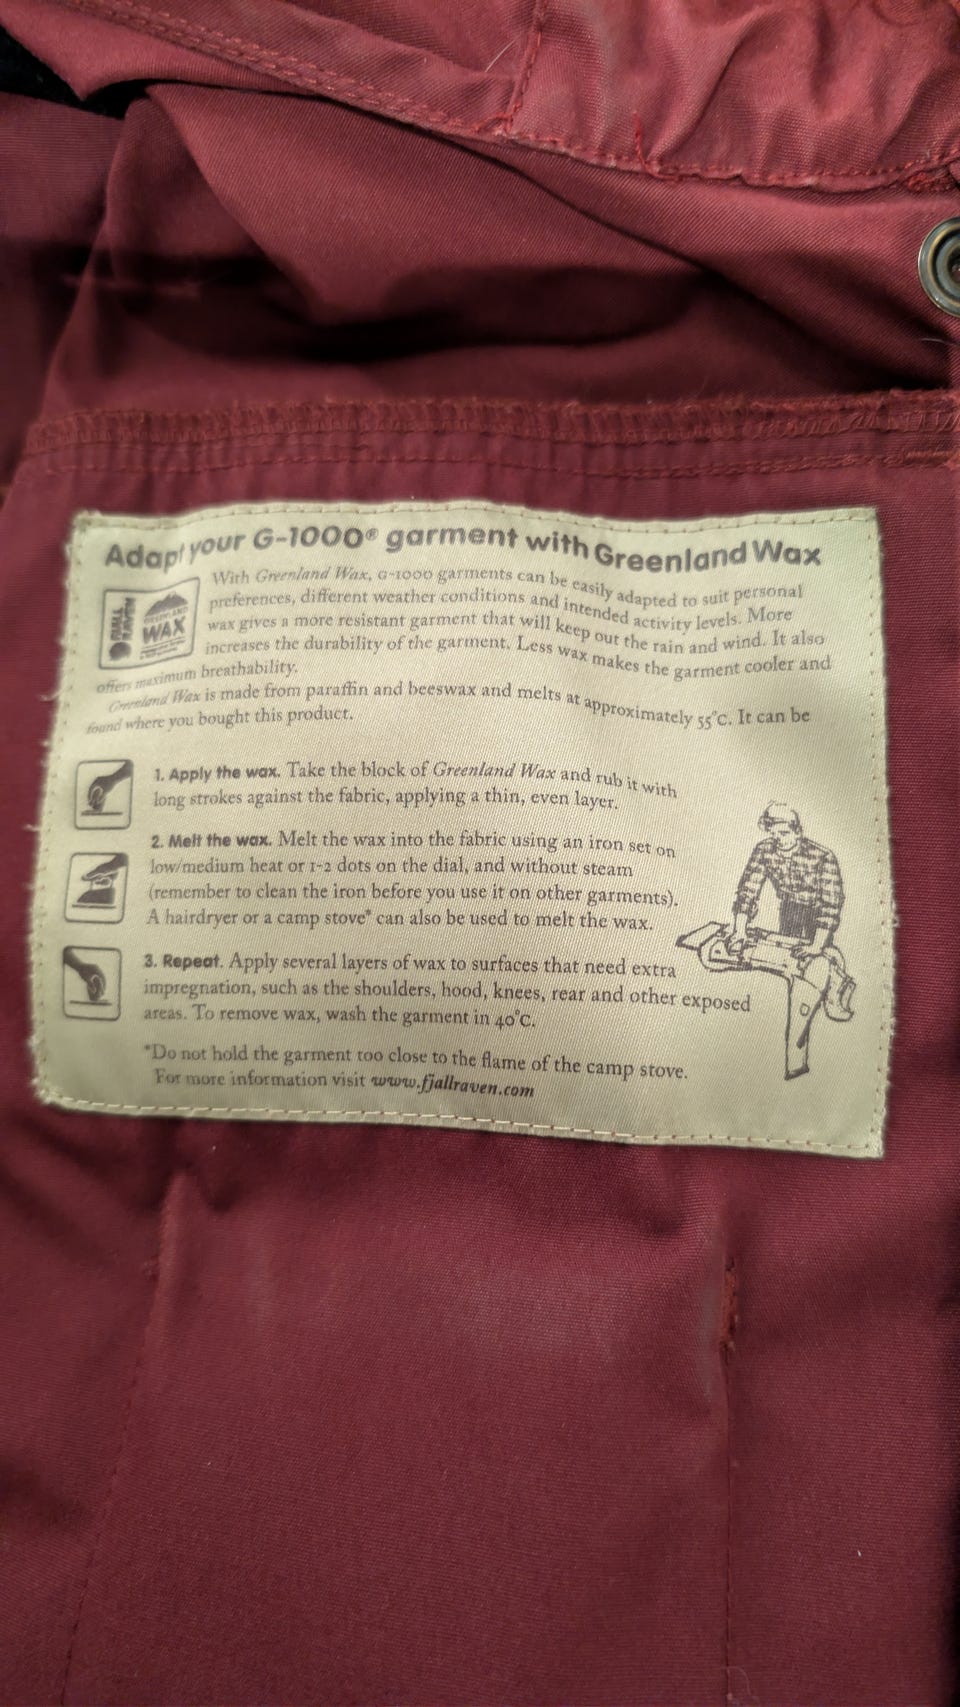 Adapt your G-1000® garment with Greenland Wax
FJÄLL
RÄVEN
GREENLAND
WAX
With Greenland Wax, G-1000 garments can be easily adapted to suit personal
preferences, different weather conditions and intended activity levels. More
wax gives a more resistant garment that will keep out the rain and wind. It also
increases the durability of the garment. Less wax makes the garment cooler and
offers maximum breathability.
Greenland Wax is made from paraffin and beeswax and melts at approximately 55°C. It can be
found where you bought this product.
1. Apply the wax. Take the block of Greenland Wax and rub it with
long strokes against the fabric, applying a thin, even layer.
2. Melt the wax. Melt the wax into the fabric using an iron set on
low/medium heat or 1-2 dots on the dial, and without steam
(remember to clean the iron before you use it on other garments).
A hairdryer or a camp stove* can also be used to melt the wax.
3. Repeat. Apply several layers of wax to surfaces that need extra
impregnation, such as the shoulders, hood, knees, rear and other exposed
areas. To remove wax, wash the garment in 40°C.
*Do not hold the garment too close to the flame of the camp stove.
For more information visit www.fjallraven.com